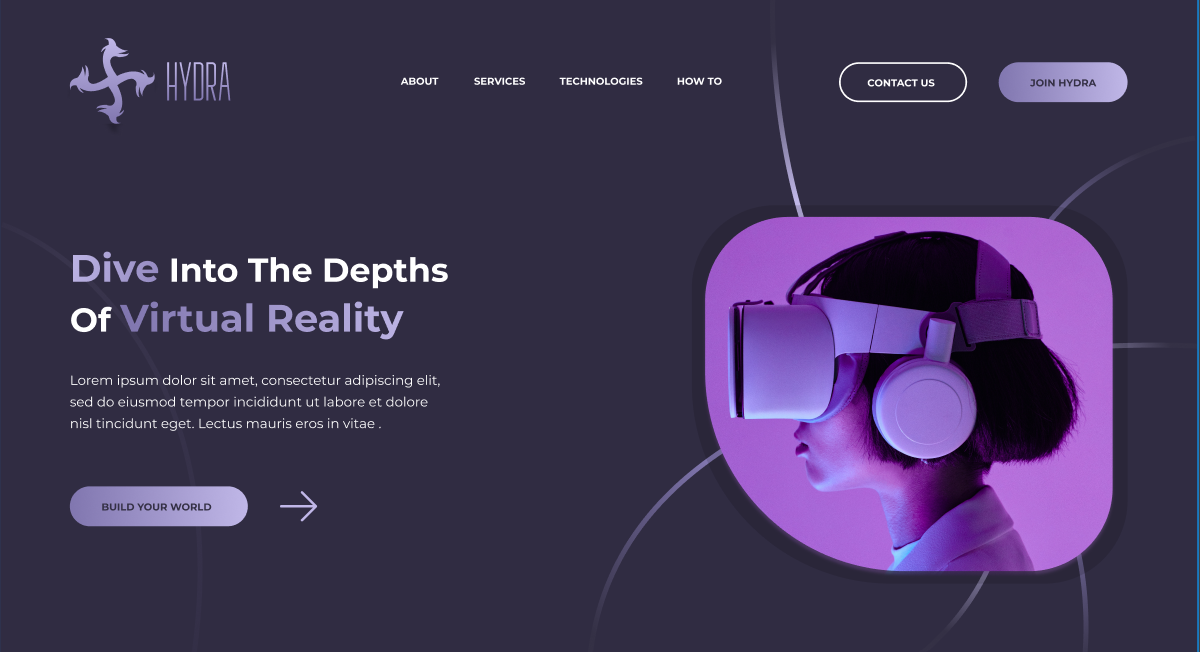 HYDRA
ABOUT SERVICES TECHNOLOGIES HOW TO
CONTACT US
JOIN HYDRA
Dive Into The Depths
Of Virtual Reality
Lorem ipsum dolor sit amet, consectetur adipiscing elit,
sed do eiusmod tempor incididunt ut labore et dolore
nisl tincidunt eget. Lectus mauris eros in vitae .
BUILD YOUR WORLD